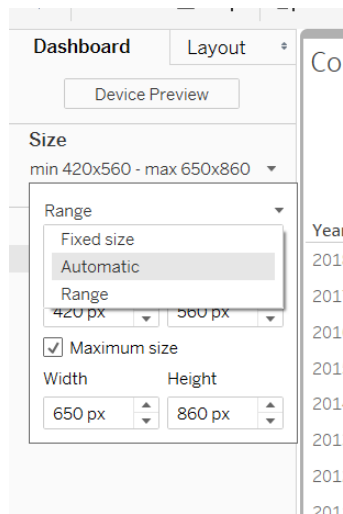 Dashboard Layout
Co
Device Preview
Size
min 420x560 - max 650x860
Range
Fixed size
Automatic
Range
420 px 560 px
Maximum size
Width Height
650 px 860 px
Year
201
201
201
201
201
201
201
201